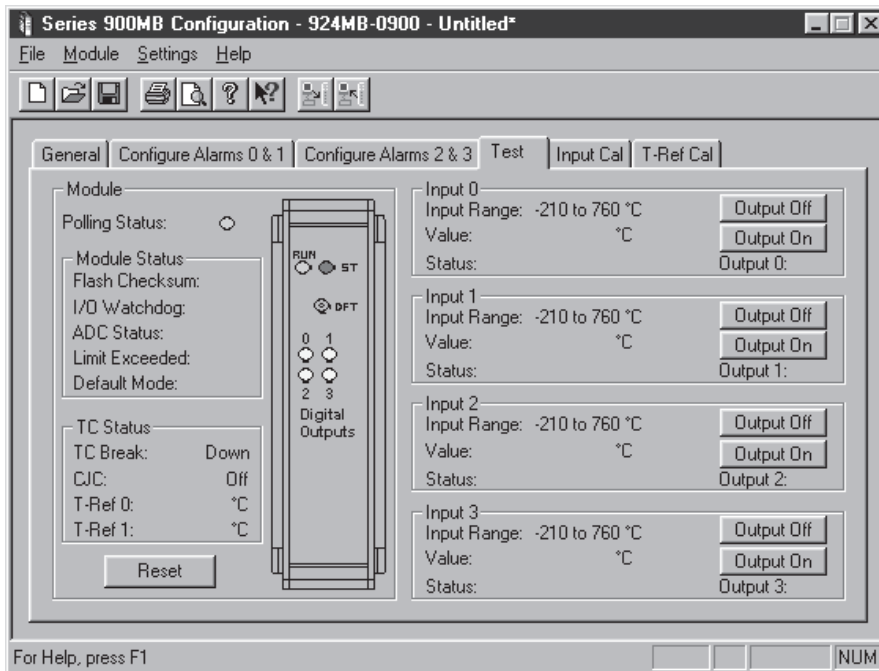 Series 900MB Configuration - 924MB-0900 - Untitled*
File Module Settings Help
General Configure Alarms 0 & 1 Configure Alarms 2 & 3 Test Input Cal T-Ref Cal
Module
Polling Status:
Module Status
Flash Checksum:
I/O Watchdog:
ADC Status:
Limit Exceeded:
Default Mode:
TC Status
TC Break: Down
CJC: Off
T-Ref 0: °C
T-Ref 1: °C
Reset
RUN
ST
DFT
0 1
2 3
Digital
Outputs
Input 0
Input Range: -210 to 760 °C Output Off
Value: °C Output On
Status: Output 0:
Input 1
Input Range: -210 to 760 °C Output Off
Value: °C Output On
Status: Output 1:
Input 2
Input Range: -210 to 760 °C Output Off
Value: °C Output On
Status: Output 2:
Input 3
Input Range: -210 to 760 °C Output Off
Value: °C Output On
Status: Output 3:
For Help, press F1 NUM